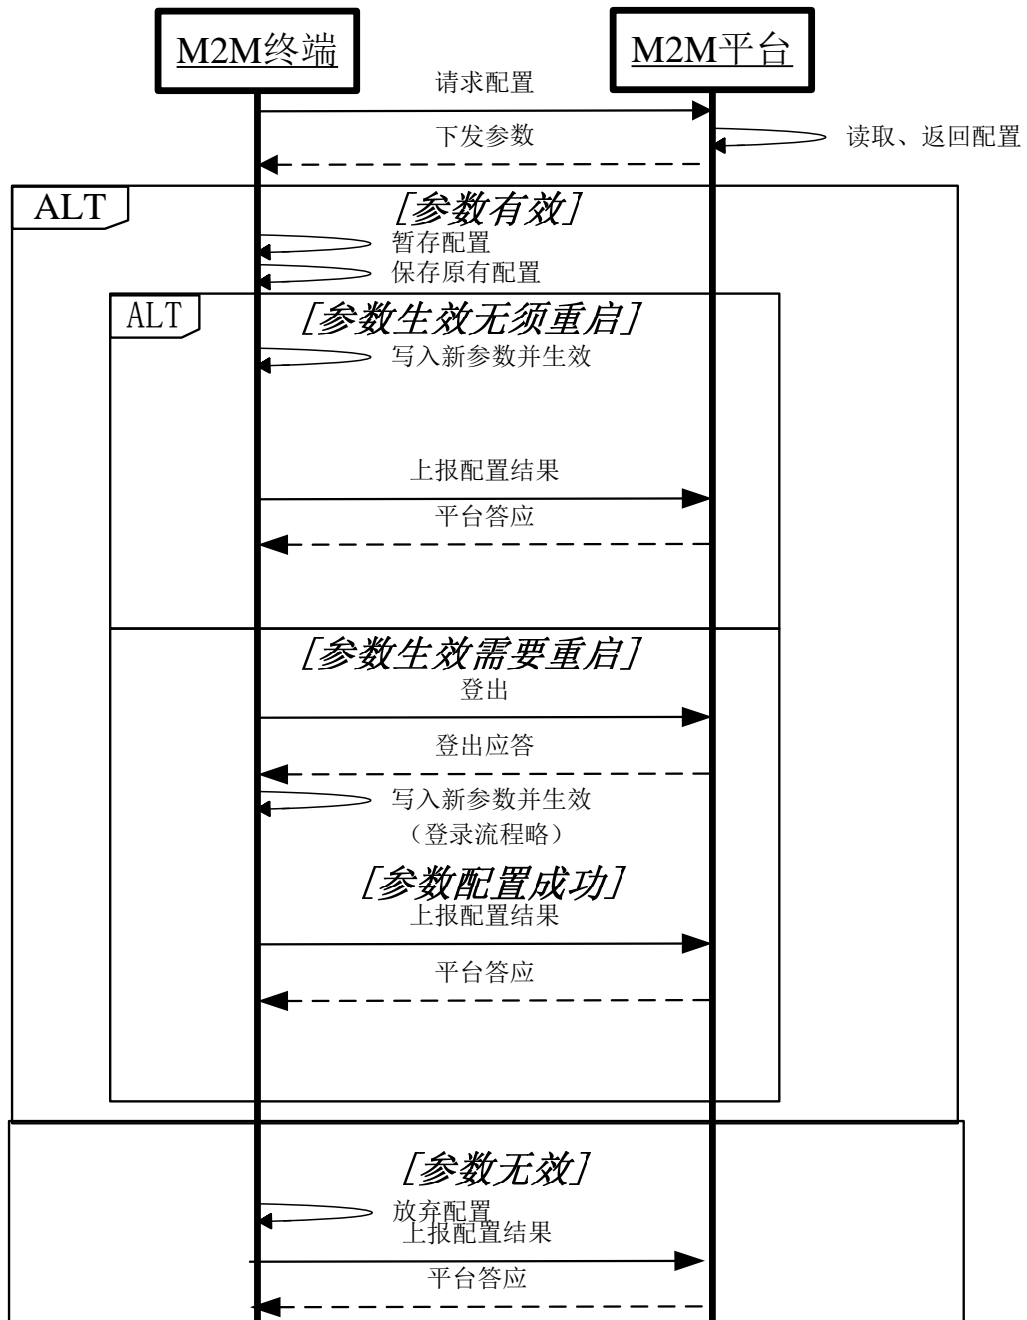 M2M终端
M2M平台
请求配置
读取、返回配置
下发参数
ALT
[参数有效]
暂存配置
保存原有配置
ALT
[参数生效无须重启]
写入新参数并生效
上报配置结果
平台答应
[参数生效需要重启]
登出
登出应答
写入新参数并生效
（登录流程略）
[参数配置成功]
上报配置结果
平台答应
[参数无效]
放弃配置
上报配置结果
平台答应